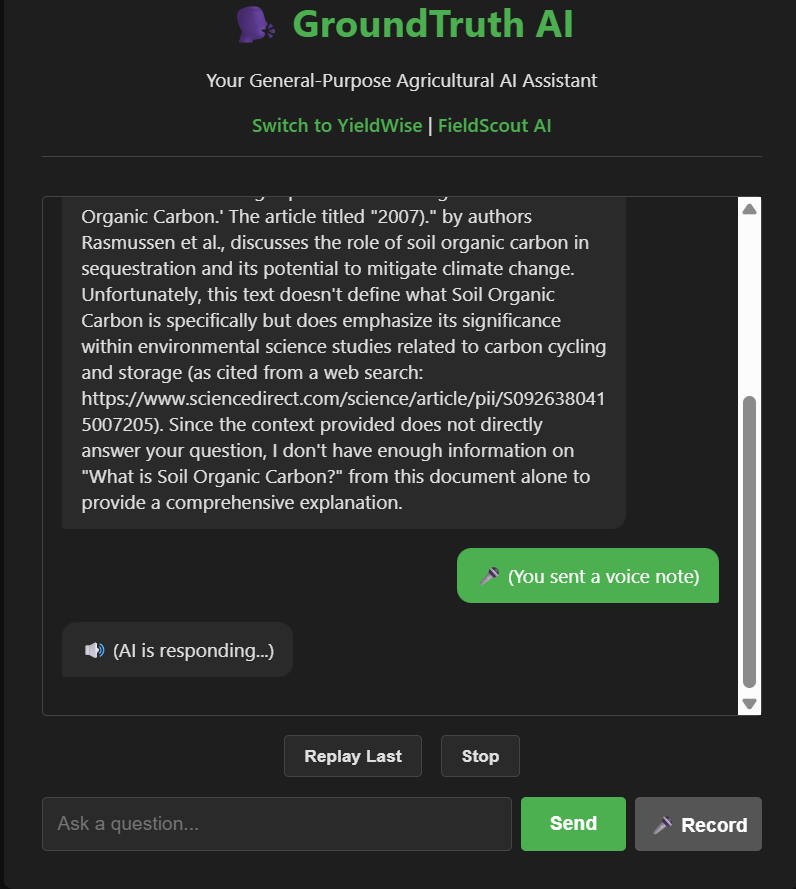 GroundTruth AI
Your General-Purpose Agricultural AI Assistant
Switch to YieldWise | FieldScout AI
Organic Carbon.' The article titled "2007)." by authors
Rasmussen et al., discusses the role of soil organic carbon in
sequestration and its potential to mitigate climate change.
Unfortunately, this text doesn't define what Soil Organic
Carbon is specifically but does emphasize its significance
within environmental science studies related to carbon cycling
and storage (as cited from a web search:
https://www.sciencedirect.com/science/article/pii/S092638041
5007205). Since the context provided does not directly
answer your question, I don't have enough information on
"What is Soil Organic Carbon?" from this document alone to
provide a comprehensive explanation.
(You sent a voice note)
(AI is responding...)
Replay Last Stop
Ask a question... Send Record